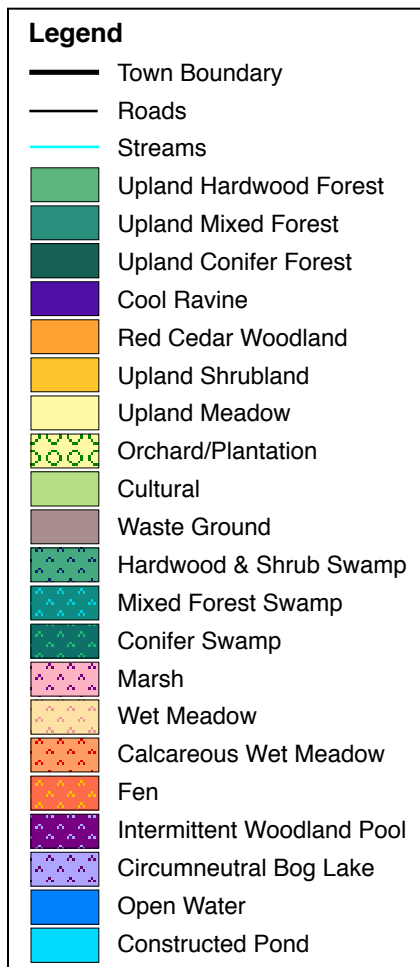 Legend
Town Boundary
Roads
Streams
Upland Hardwood Forest
Upland Mixed Forest
Upland Conifer Forest
Cool Ravine
Red Cedar Woodland
Upland Shrubland
Upland Meadow
Orchard/Plantation
Cultural
Waste Ground
Hardwood & Shrub Swamp
Mixed Forest Swamp
Conifer Swamp
Marsh
Wet Meadow
Calcareous Wet Meadow
Fen
Intermittent Woodland Pool
Circumneutral Bog Lake
Open Water
Constructed Pond